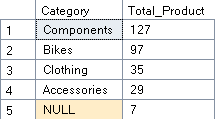 Category Total_Product
1 Components 127
2 Bikes 97
3 Clothing 35
4 Accessories 29
5 NULL 7